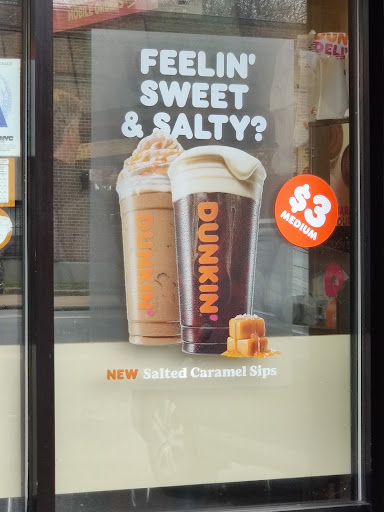 FEELIN'
SWEET
& SALTY?
$3
MEDIUM
DUNKIN'
DUNKIN'
NEW Salted Caramel Sips